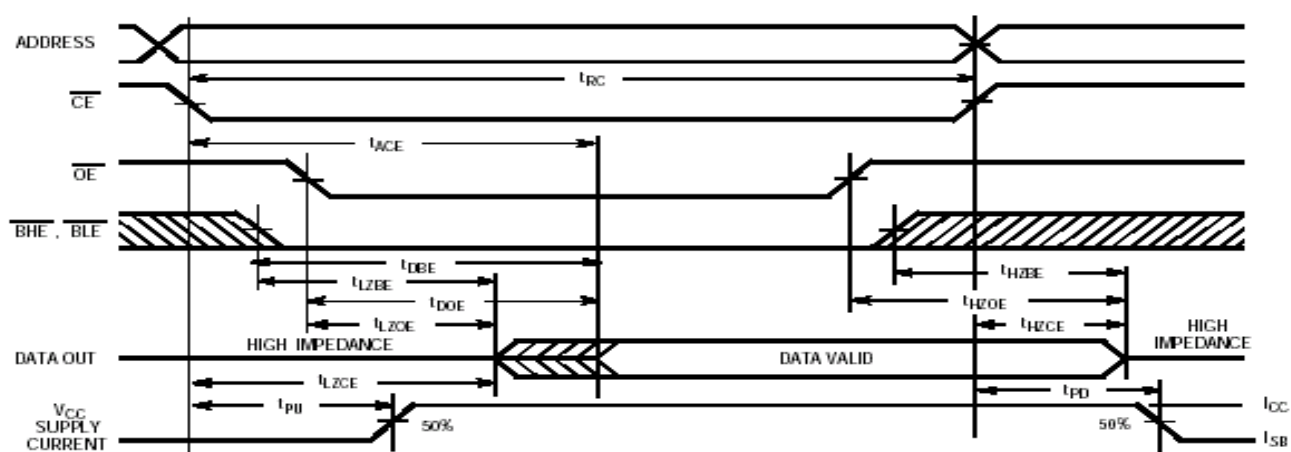 ADDRESS
tRC
CE
tACE
OE
BHE, BLE
tDBE
tLZBE
tHZBE
tDOE
tHZOE
tLZOE
tHZCE
HIGH IMPEDANCE
HIGH
IMPEDANCE
DATA OUT
DATA VALID
tLZCE
tPU
tPD
VCC
SUPPLY
CURRENT
50%
50%
ICC
ISB